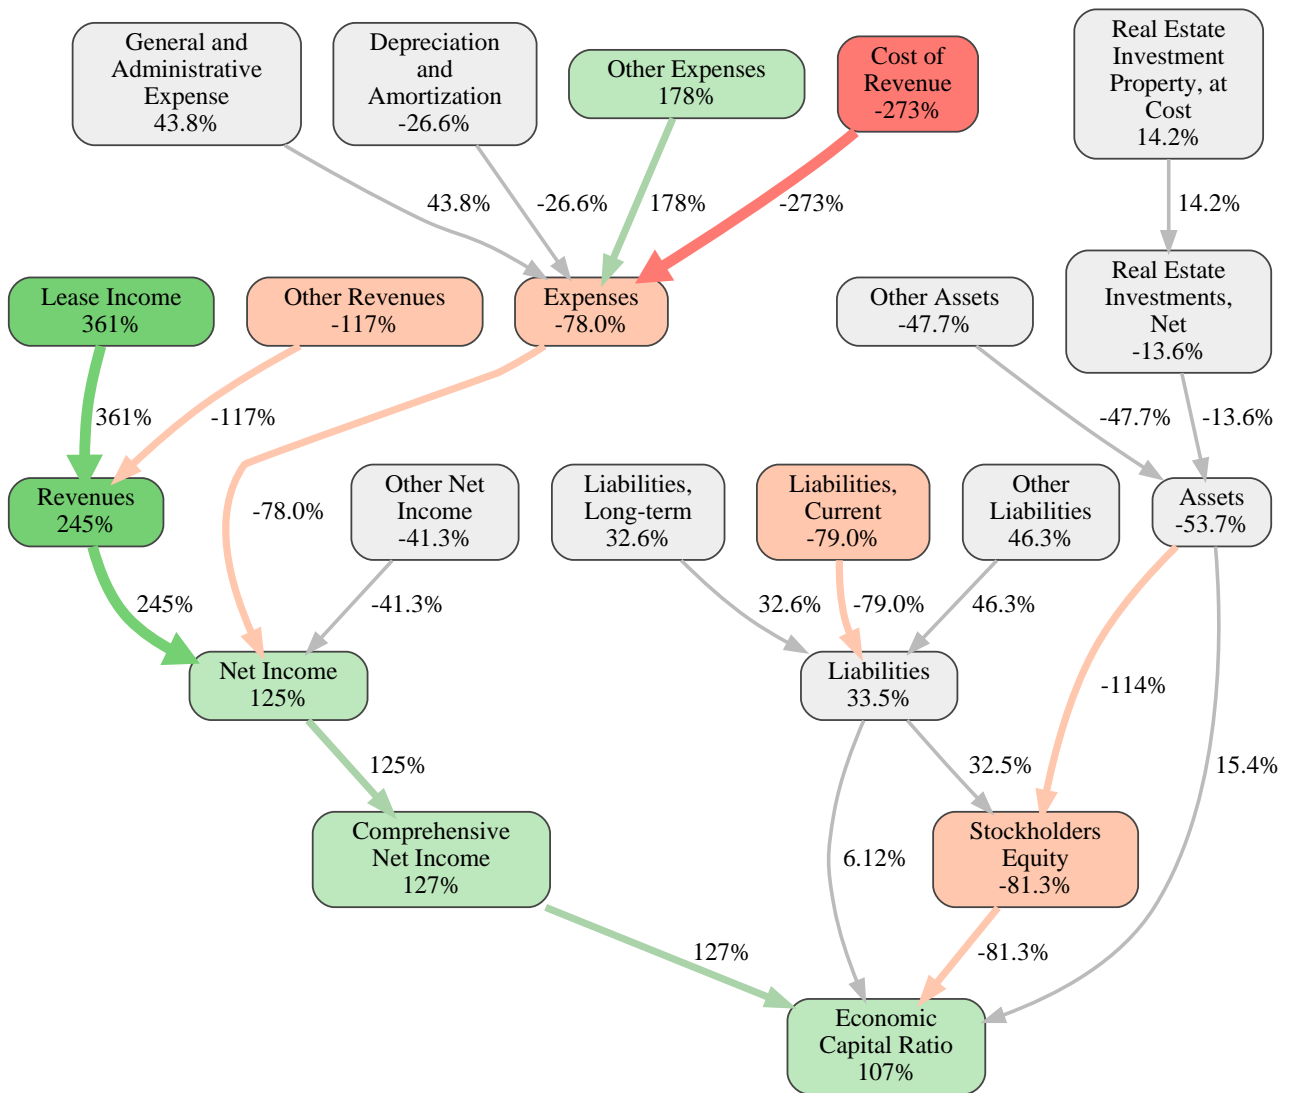 General and
Administrative
Expense
43.8%
Depreciation
and
Amortization
-26.6%
Other Expenses
178%
Cost of
Revenue
-273%
Real Estate
Investment
Property, at
Cost
14.2%
43.8%
-26.6%
178%
-273%
14.2%
Lease Income
361%
Other Revenues
-117%
Expenses
-78.0%
Other Assets
-47.7%
Real Estate
Investments,
Net
-13.6%
361%
-117%
-47.7%
-13.6%
Revenues
245%
-78.0%
Other Net
Income
-41.3%
Liabilities,
Long-term
32.6%
Liabilities,
Current
-79.0%
Other
Liabilities
46.3%
Assets
-53.7%
245%
-41.3%
32.6%
-79.0%
46.3%
Net Income
125%
Liabilities
33.5%
-114%
125%
32.5%
15.4%
Comprehensive
Net Income
127%
6.12%
Stockholders
Equity
-81.3%
127%
-81.3%
Economic
Capital Ratio
107%